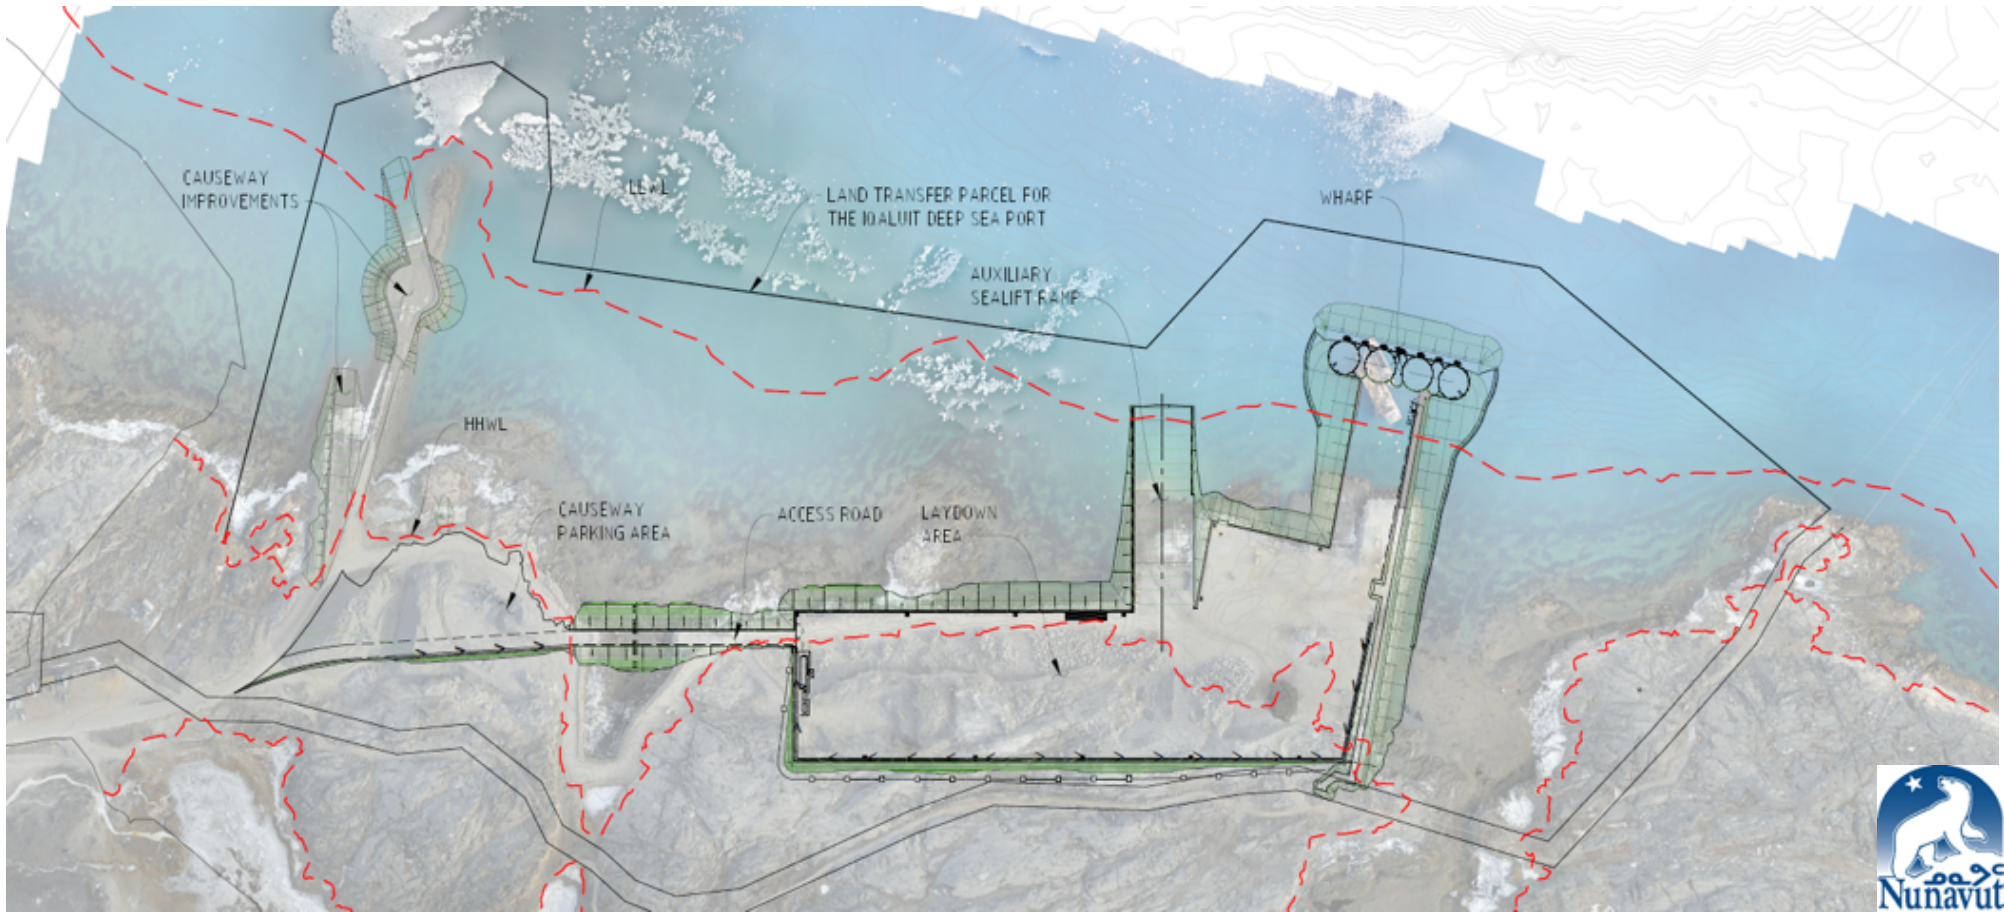 CAUSEWAY
IMPROVEMENTS
LLWL
LAND TRANSFER PARCEL FOR
THE IQALUIT DEEP SEA PORT
WHARF
AUXILIARY
SEALIFT RAMP
HHWL
CAUSEWAY
PARKING AREA
ACCESS ROAD
LAYDOWN
AREA
ᓄᓇᕗᑦ
Nunavut